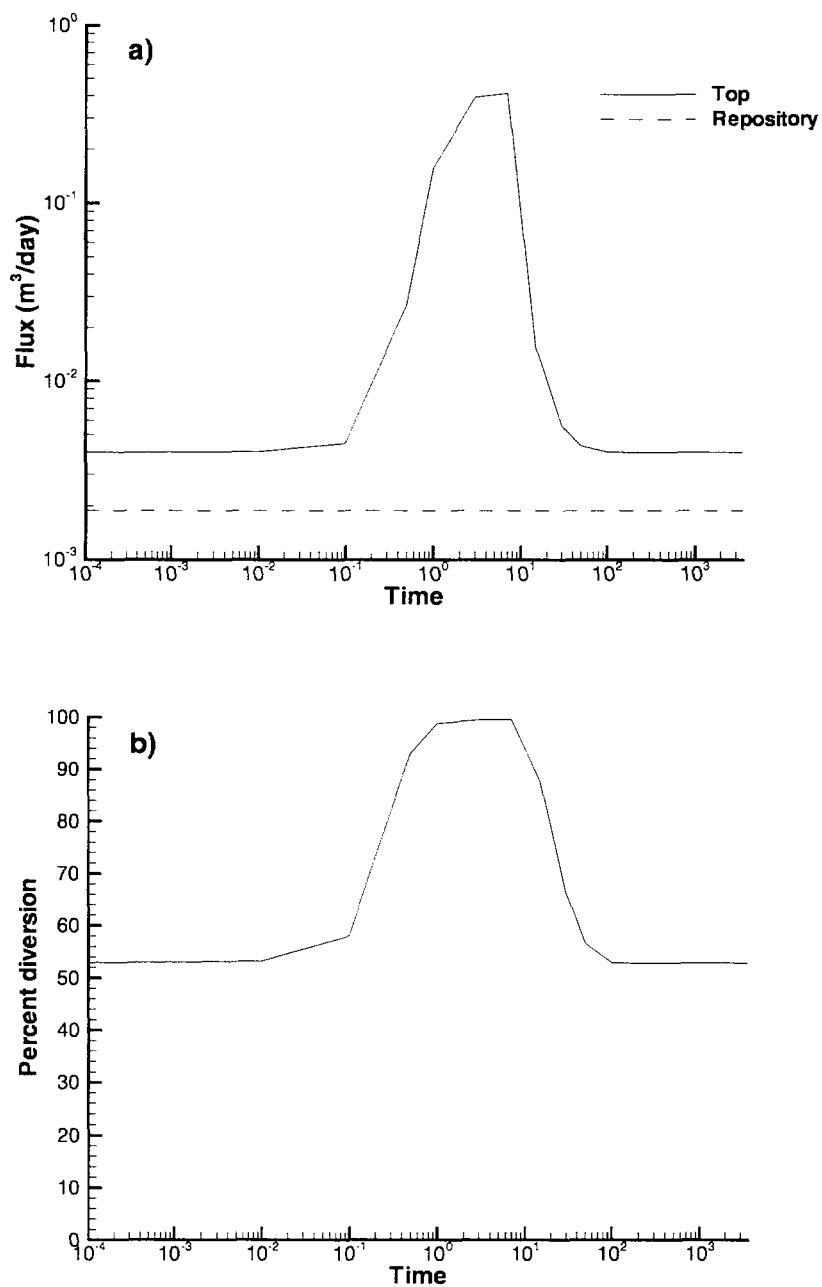 a)
10⁰
10⁻¹
10⁻²
10⁻³
Flux (m³/day)
Top
Repository
10⁻⁴ 10⁻³ 10⁻² 10⁻¹ 10⁰ 10¹ 10² 10³
Time
b)
100
90
80
70
60
50
40
30
20
10
0
Percent diversion
10⁻⁴ 10⁻³ 10⁻² 10⁻¹ 10⁰ 10¹ 10² 10³
Time